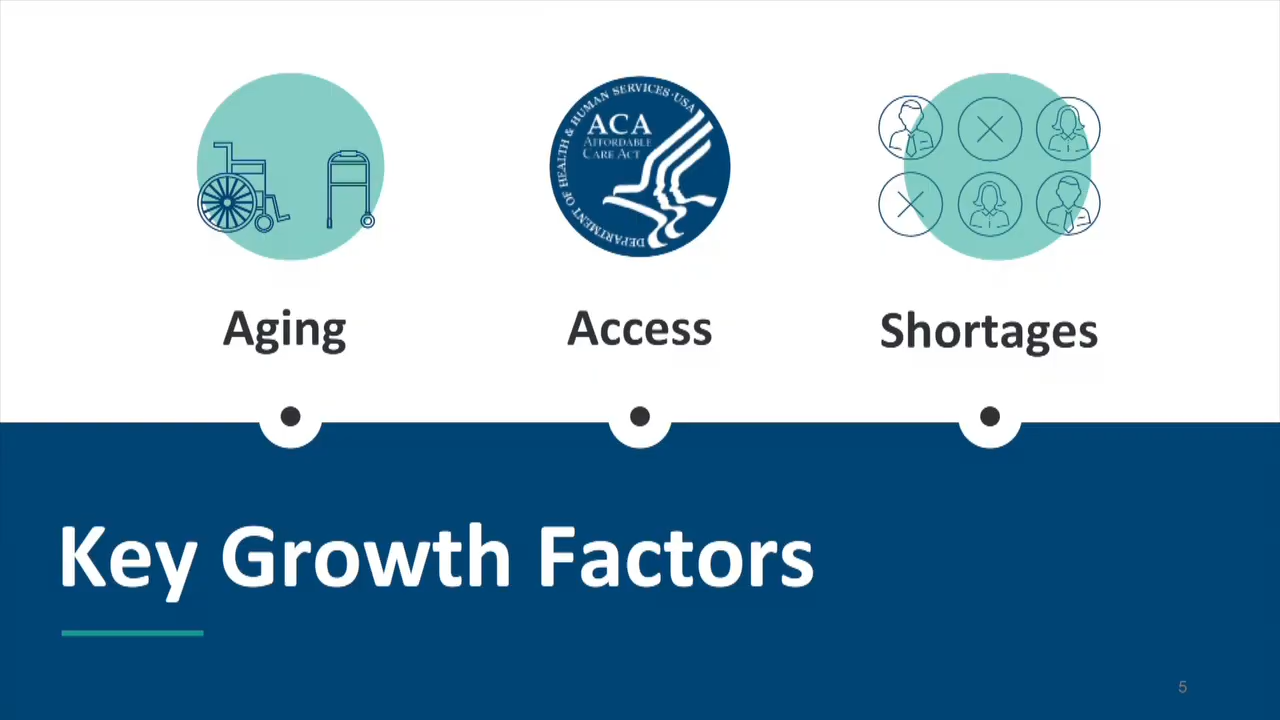 DEPARTMENT OF HEALTH & HUMAN SERVICES·USA
ACA
AFFORDABLE
CARE ACT
Aging
Access
Shortages
Key Growth Factors
5